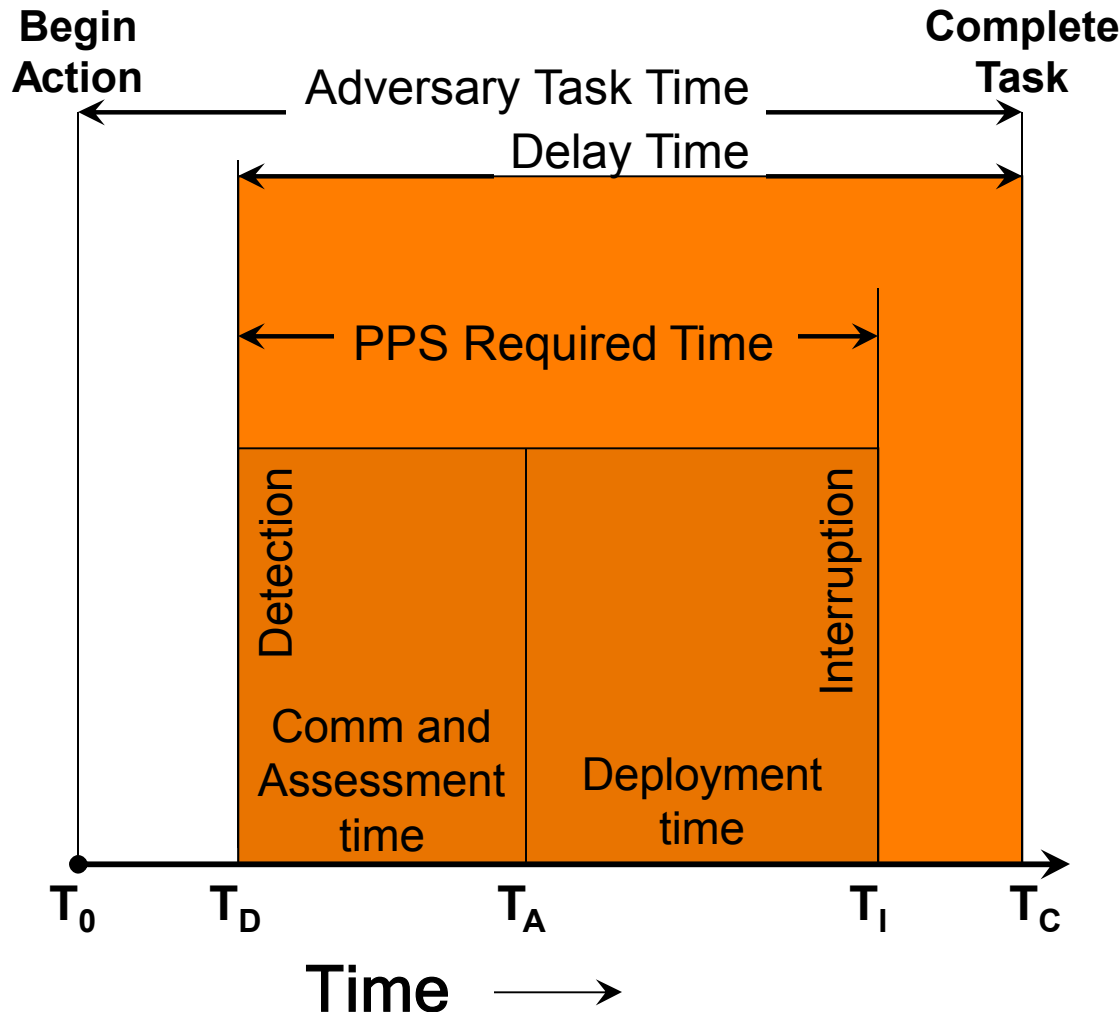 Begin
Action
Complete
Task
Adversary Task Time
Delay Time
PPS Required Time
Detection
Interruption
Comm and
Assessment
time
Deployment
time
T0
TD
TA
TI
TC
Time